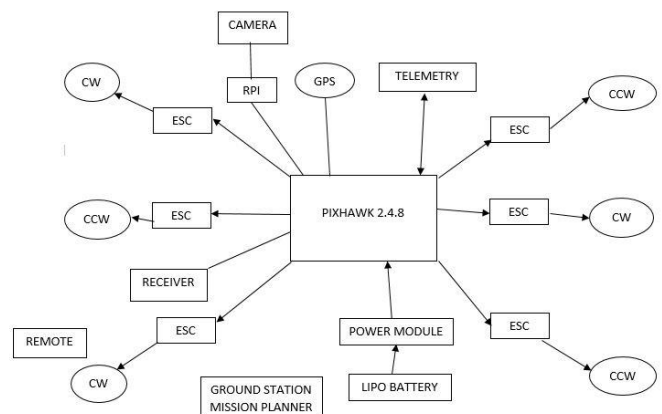 CAMERA
CW
RPI
GPS
TELEMETRY
CCW
ESC
ESC
PIXHAWK 2.4.8
CCW
ESC
ESC
CW
RECEIVER
REMOTE
ESC
POWER MODULE
ESC
CW
GROUND STATION
MISSION PLANNER
LIPO BATTERY
CCW